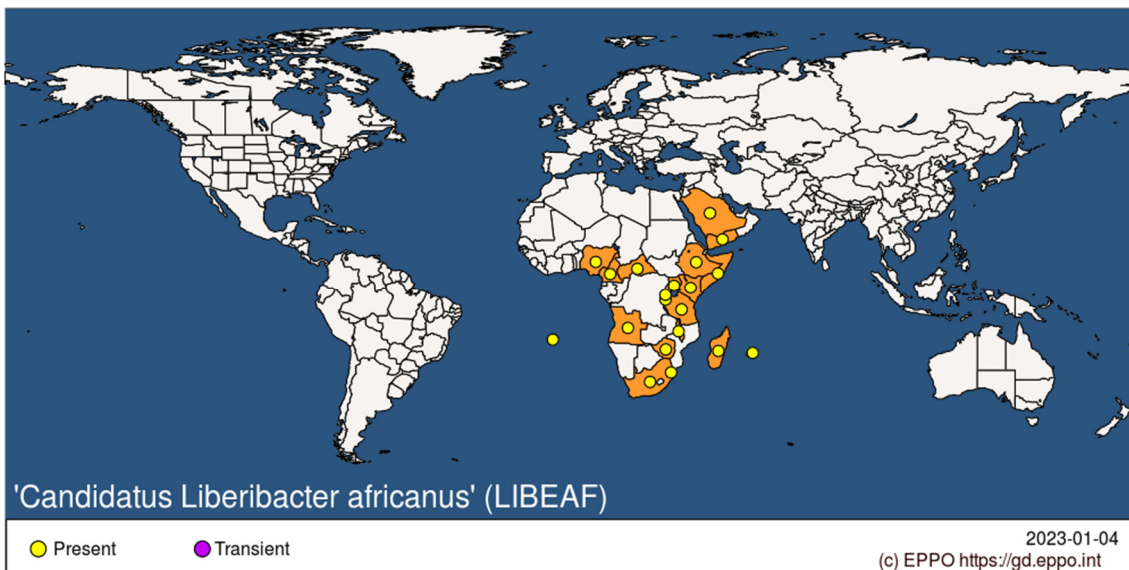 'Candidatus Liberibacter africanus' (LIBEAF)
Present
Transient
2023-01-04
(c) EPPO https://gd.eppo.int